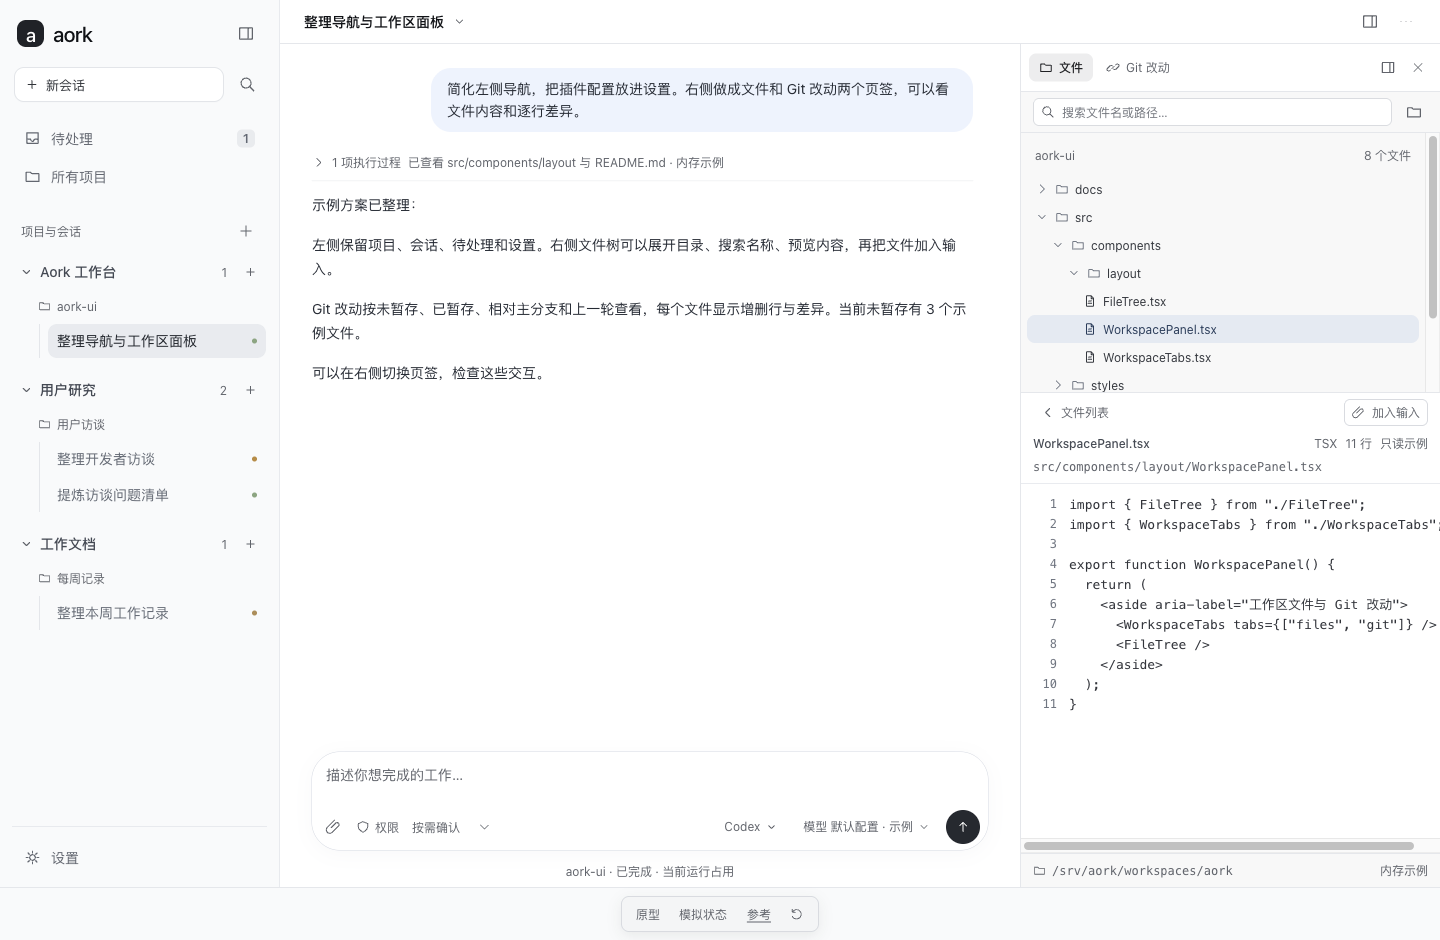 a aork
新会话
待处理 1
所有项目
项目与会话
Aork 工作台 1
aork-ui
整理导航与工作区面板
用户研究 2
用户访谈
整理开发者访谈
提炼访谈问题清单
工作文档 1
每周记录
整理本周工作记录
设置
整理导航与工作区面板
简化左侧导航，把插件配置放进设置。右侧做成文件和 Git 改动两个页签，可以看
文件内容和逐行差异。
1 项执行过程 已查看 src/components/layout 与 README.md · 内存示例
示例方案已整理：
左侧保留项目、会话、待处理和设置。右侧文件树可以展开目录、搜索名称、预览内容，再把文件加入输
入。
Git 改动按未暂存、已暂存、相对主分支和上一轮查看，每个文件显示增删行与差异。当前未暂存有 3 个示
例文件。
可以在右侧切换页签，检查这些交互。
描述你想完成的工作...
权限 按需确认 Codex 模型 默认配置 · 示例
aork-ui · 已完成 · 当前运行占用
文件 Git 改动
搜索文件名或路径...
aork-ui 8 个文件
docs
src
components
layout
FileTree.tsx
WorkspacePanel.tsx
WorkspaceTabs.tsx
styles
文件列表 加入输入
WorkspacePanel.tsx TSX 11 行 只读示例
src/components/layout/WorkspacePanel.tsx
1 import { FileTree } from "./FileTree";
2 import { WorkspaceTabs } from "./WorkspaceTabs";
3
4 export function WorkspacePanel() {
5 return (
6 <aside aria-label="工作区文件与 Git 改动">
7 <WorkspaceTabs tabs={["files", "git"]} />
8 <FileTree />
9 </aside>
10 );
11 }
/srv/aork/workspaces/aork 内存示例
原型 模拟状态 参考